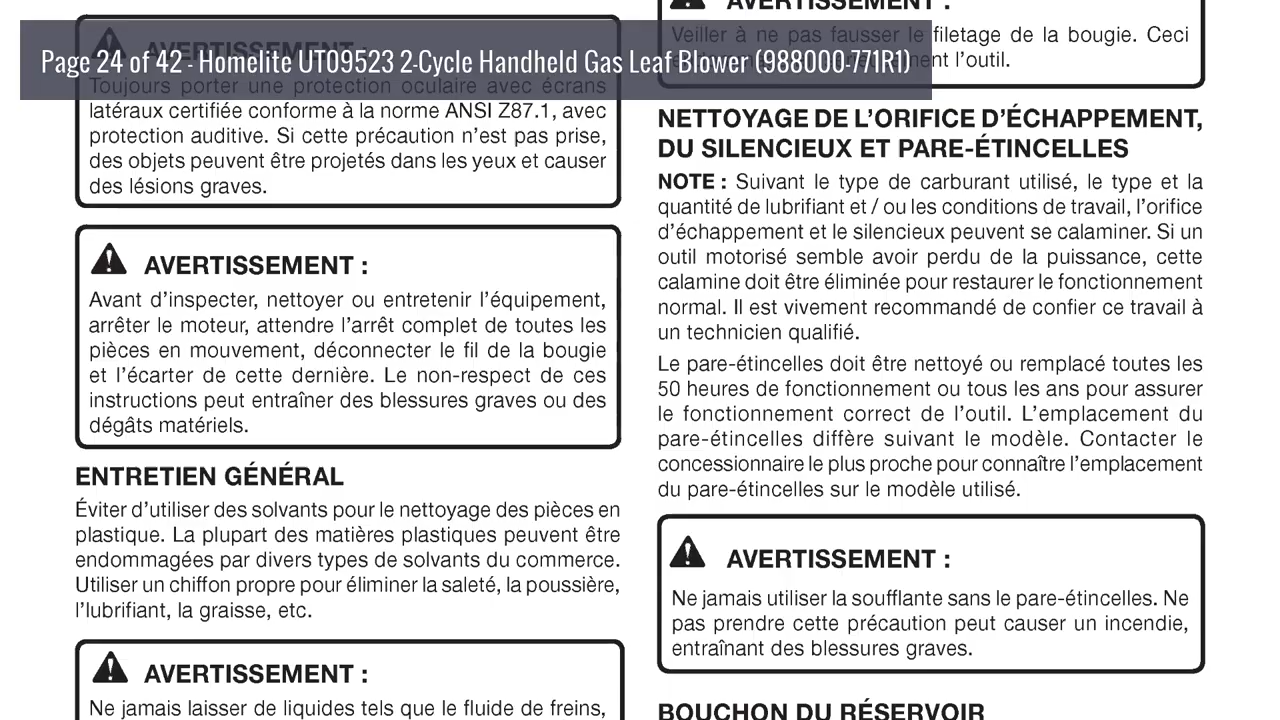 Page 24 of 42 - Homelite UT09523 2-Cycle Handheld Gas Leaf Blower (988000-771R1)
AVERTISSEMENT :
Toujours porter une protection oculaire avec écrans
latéraux certifiée conforme à la norme ANSI Z87.1, avec
protection auditive. Si cette précaution n’est pas prise,
des objets peuvent être projetés dans les yeux et causer
des lésions graves.
AVERTISSEMENT :
Avant d’inspecter, nettoyer ou entretenir l’équipement,
arrêter le moteur, attendre l’arrêt complet de toutes les
pièces en mouvement, déconnecter le fil de la bougie
et l’écarter de cette dernière. Le non-respect de ces
instructions peut entraîner des blessures graves ou des
dégâts matériels.
ENTRETIEN GÉNÉRAL
Éviter d’utiliser des solvants pour le nettoyage des pièces en
plastique. La plupart des matières plastiques peuvent être
endommagées par divers types de solvants du commerce.
Utiliser un chiffon propre pour éliminer la saleté, la poussière,
l’lubrifiant, la graisse, etc.
AVERTISSEMENT :
Ne jamais laisser de liquides tels que le fluide de freins,
AVERTISSEMENT :
Veiller à ne pas fausser le filetage de la bougie. Ceci
l’outil.
NETTOYAGE DE L’ORIFICE D’ÉCHAPPEMENT,
DU SILENCIEUX ET PARE-ÉTINCELLES
NOTE : Suivant le type de carburant utilisé, le type et la
quantité de lubrifiant et / ou les conditions de travail, l’orifice
d’échappement et le silencieux peuvent se calaminer. Si un
outil motorisé semble avoir perdu de la puissance, cette
calamine doit être éliminée pour restaurer le fonctionnement
normal. Il est vivement recommandé de confier ce travail à
un technicien qualifié.
Le pare-étincelles doit être nettoyé ou remplacé toutes les
50 heures de fonctionnement ou tous les ans pour assurer
le fonctionnement correct de l’outil. L’emplacement du
pare-étincelles diffère suivant le modèle. Contacter le
concessionnaire le plus proche pour connaître l’emplacement
du pare-étincelles sur le modèle utilisé.
AVERTISSEMENT :
Ne jamais utiliser la soufflante sans le pare-étincelles. Ne
pas prendre cette précaution peut causer un incendie,
entraînant des blessures graves.
BOUCHON DU RÉSERVOIR